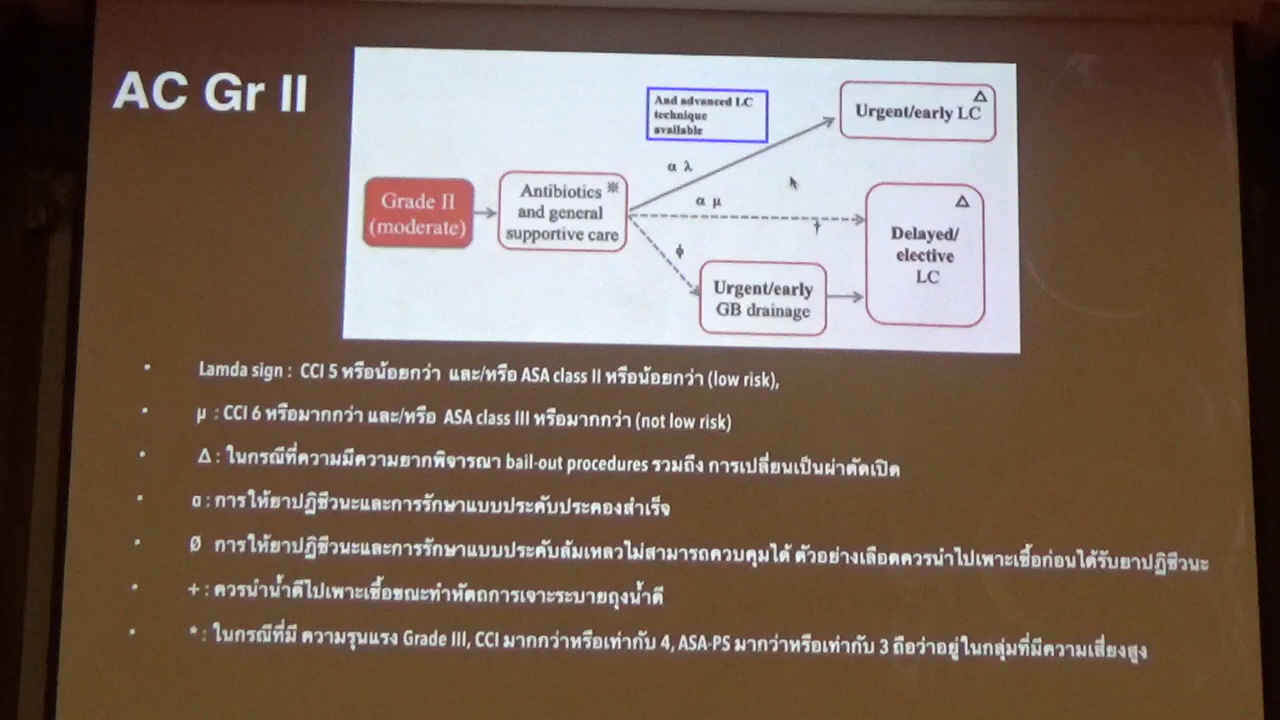 AC Gr II
And advanced LC
technique
available
Urgent/early LC Δ
α λ
Grade II
(moderate)
Antibiotics ※
and general
supportive care
α μ
†
Δ
Delayed/
elective
LC
ϕ
Urgent/early
GB drainage
• Lamda sign : CCI 5 หรือน้อยกว่า และ/หรือ ASA class II หรือน้อยกว่า (low risk),
• μ : CCI 6 หรือมากกว่า และ/หรือ ASA class III หรือมากกว่า (not low risk)
• Δ : ในกรณีที่ความมีความยากพิจารณา bail-out procedures รวมถึง การเปลี่ยนเป็นผ่าตัดเปิด
• α : การให้ยาปฏิชีวนะและการรักษาแบบประคับประคองสำเร็จ
• Ø การให้ยาปฏิชีวนะและการรักษาแบบประคับล้มเหลวไม่สามารถควบคุมได้ ตัวอย่างเลือดควรนำไปเพาะเชื้อก่อนได้รับยาปฏิชีวนะ
• + : ควรนำน้ำดีไปเพาะเชื้อขณะทำหัตถการเจาะระบายถุงน้ำดี
• * : ในกรณีที่มี ความรุนแรง Grade III, CCI มากกว่าหรือเท่ากับ 4, ASA-PS มากว่าหรือเท่ากับ 3 ถือว่าอยู่ในกลุ่มที่มีความเสี่ยงสูง